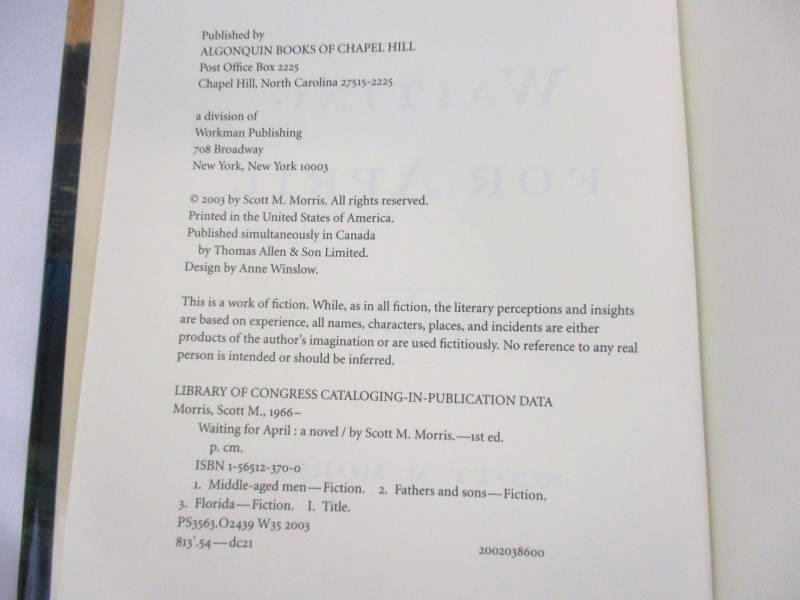 Published by
ALGONQUIN BOOKS OF CHAPEL HILL
Post Office Box 2225
Chapel Hill, North Carolina 27515-2225
a division of
Workman Publishing
708 Broadway
New York, New York 10003
© 2003 by Scott M. Morris. All rights reserved.
Printed in the United States of America.
Published simultaneously in Canada
by Thomas Allen & Son Limited.
Design by Anne Winslow.
This is a work of fiction. While, as in all fiction, the literary perceptions and insights
are based on experience, all names, characters, places, and incidents are either
products of the author's imagination or are used fictitiously. No reference to any real
person is intended or should be inferred.
LIBRARY OF CONGRESS CATALOGING-IN-PUBLICATION DATA
Morris, Scott M., 1966–
Waiting for April : a novel / by Scott M. Morris.—1st ed.
p. cm.
ISBN 1-56512-370-0
1. Middle-aged men—Fiction. 2. Fathers and sons—Fiction.
3. Florida—Fiction. I. Title.
PS3563.O2439 W35 2003
813'.54—dc21 2002038600